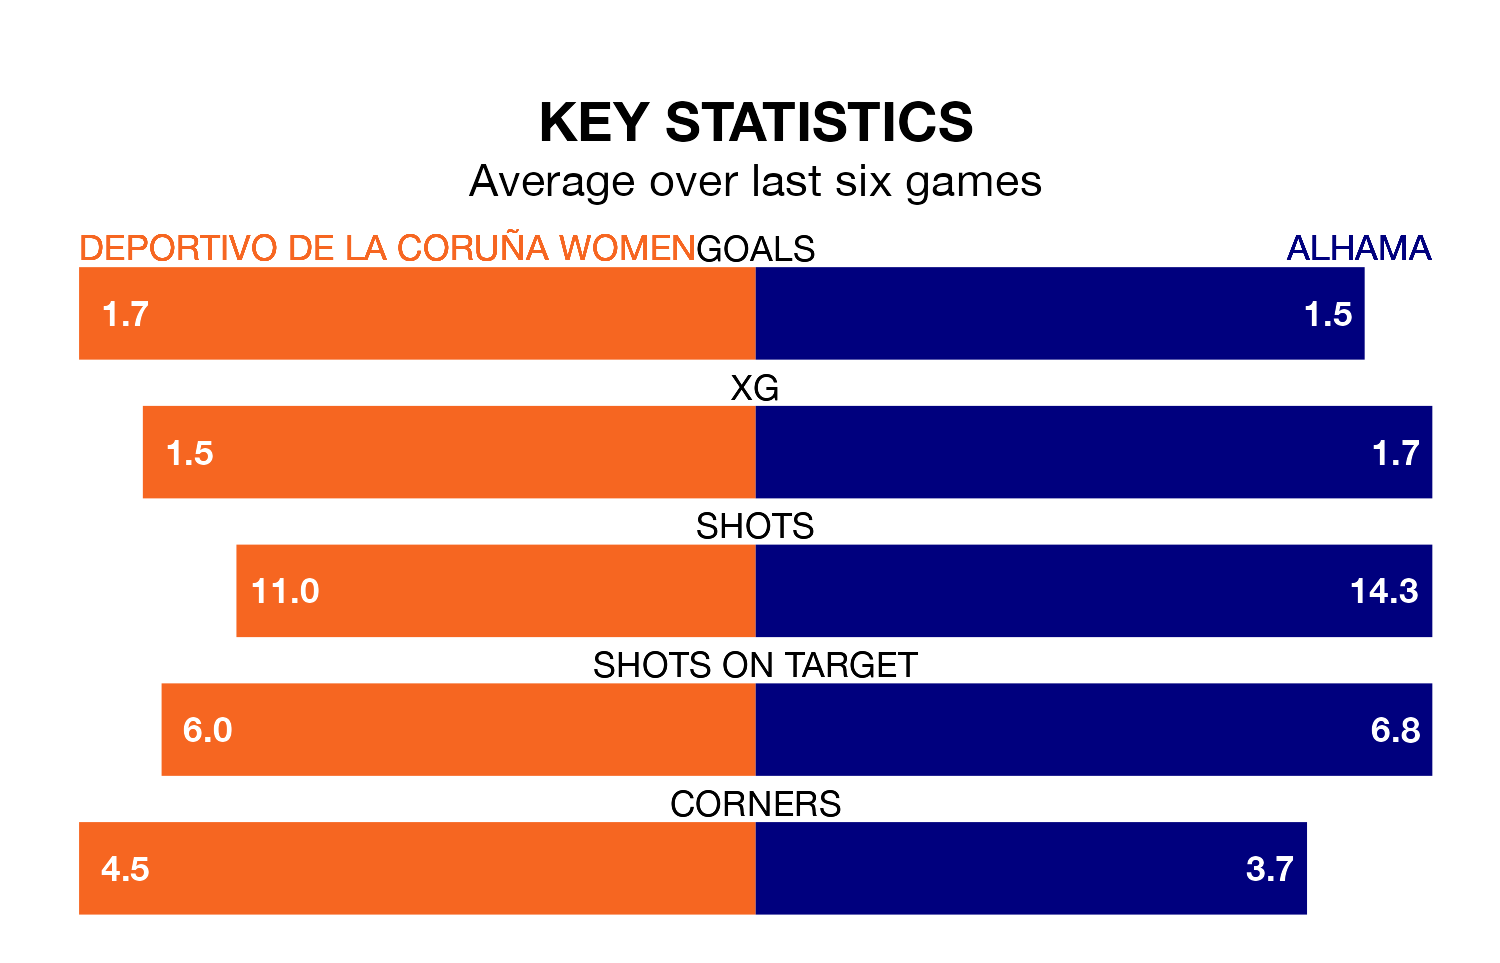 KEY STATISTICS
Average over last six games
DEPORTIVO DE LA CORUÑA WOMEN GOALS ALHAMA
1.7 1.5
XG
1.5 1.7
SHOTS
11.0 14.3
SHOTS ON TARGET
6.0 6.8
CORNERS
4.5 3.7